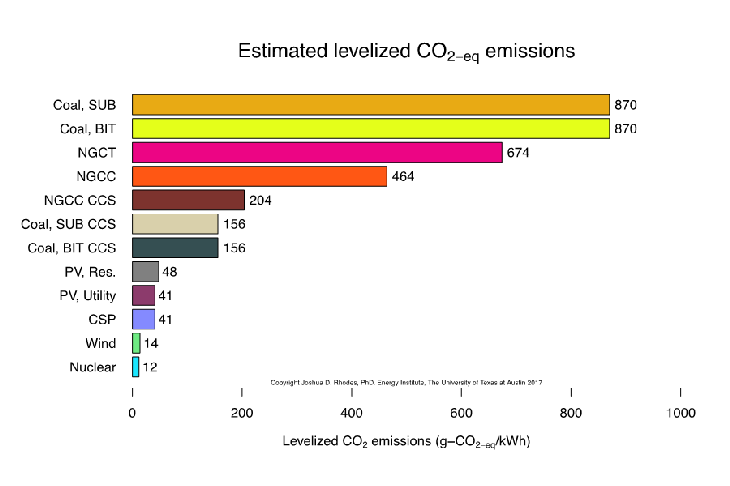 Estimated levelized CO2−eq emissions
Coal, SUB 870
Coal, BIT 870
NGCT 674
NGCC 464
NGCC CCS 204
Coal, SUB CCS 156
Coal, BIT CCS 156
PV, Res. 48
PV, Utility 41
CSP 41
Wind 14
Nuclear 12
Copyright Joshua D. Rhodes, PhD. Energy Institute, The University of Texas at Austin 2017
0 200 400 600 800 1000
Levelized CO2 emissions (g−CO2−eq/kWh)